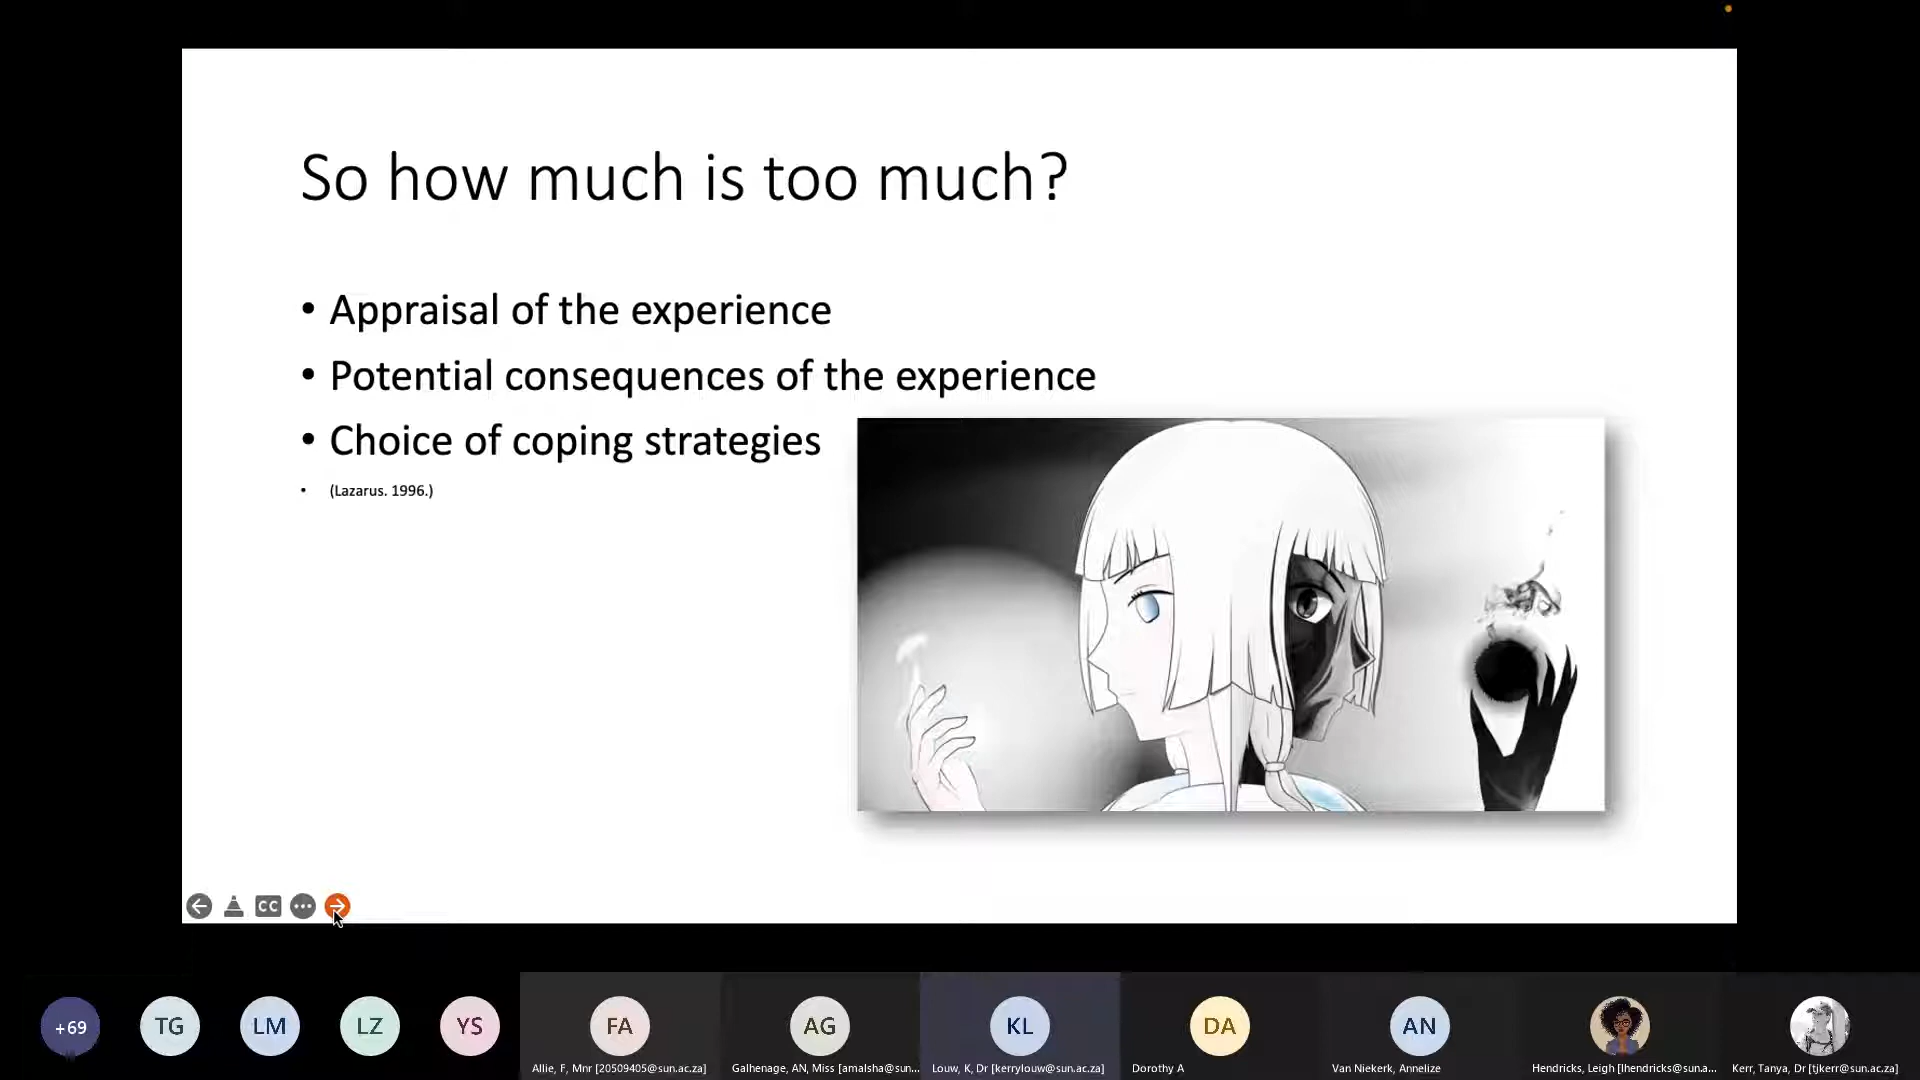 So how much is too much?
• Appraisal of the experience
• Potential consequences of the experience
• Choice of coping strategies
• (Lazarus. 1996.)
CC
+69
TG
LM
LZ
YS
FA
AG
KL
DA
AN
Allie, F, Mnr [20509405@sun.ac.za]
Galhenage, AN, Miss [amalsha@sun...
Louw, K, Dr [kerrylouw@sun.ac.za]
Dorothy A
Van Niekerk, Annelize
Hendricks, Leigh [lhendricks@sun.a...
Kerr, Tanya, Dr [tjkerr@sun.ac.za]